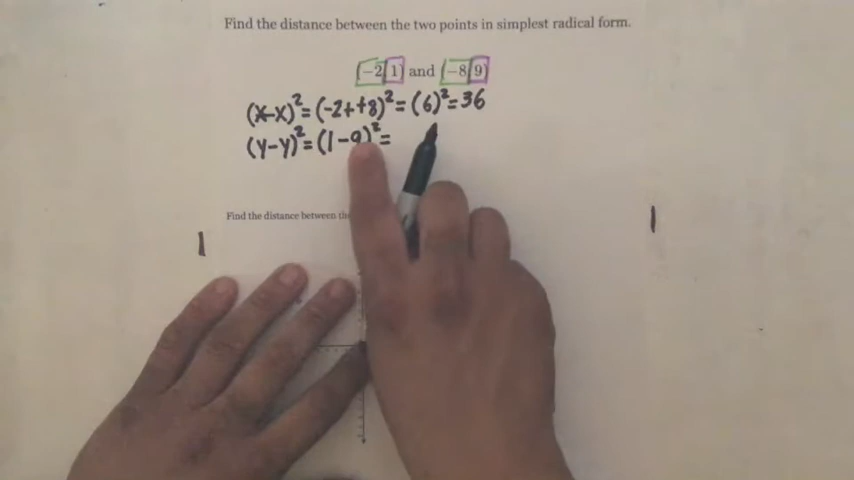 Find the distance between the two points in simplest radical form.
(−2, 1) and (−8, 9)
(x-x)²=(-2++8)²=(6)²=36
(y-y)²=(1-9)²=
Find the distance between the